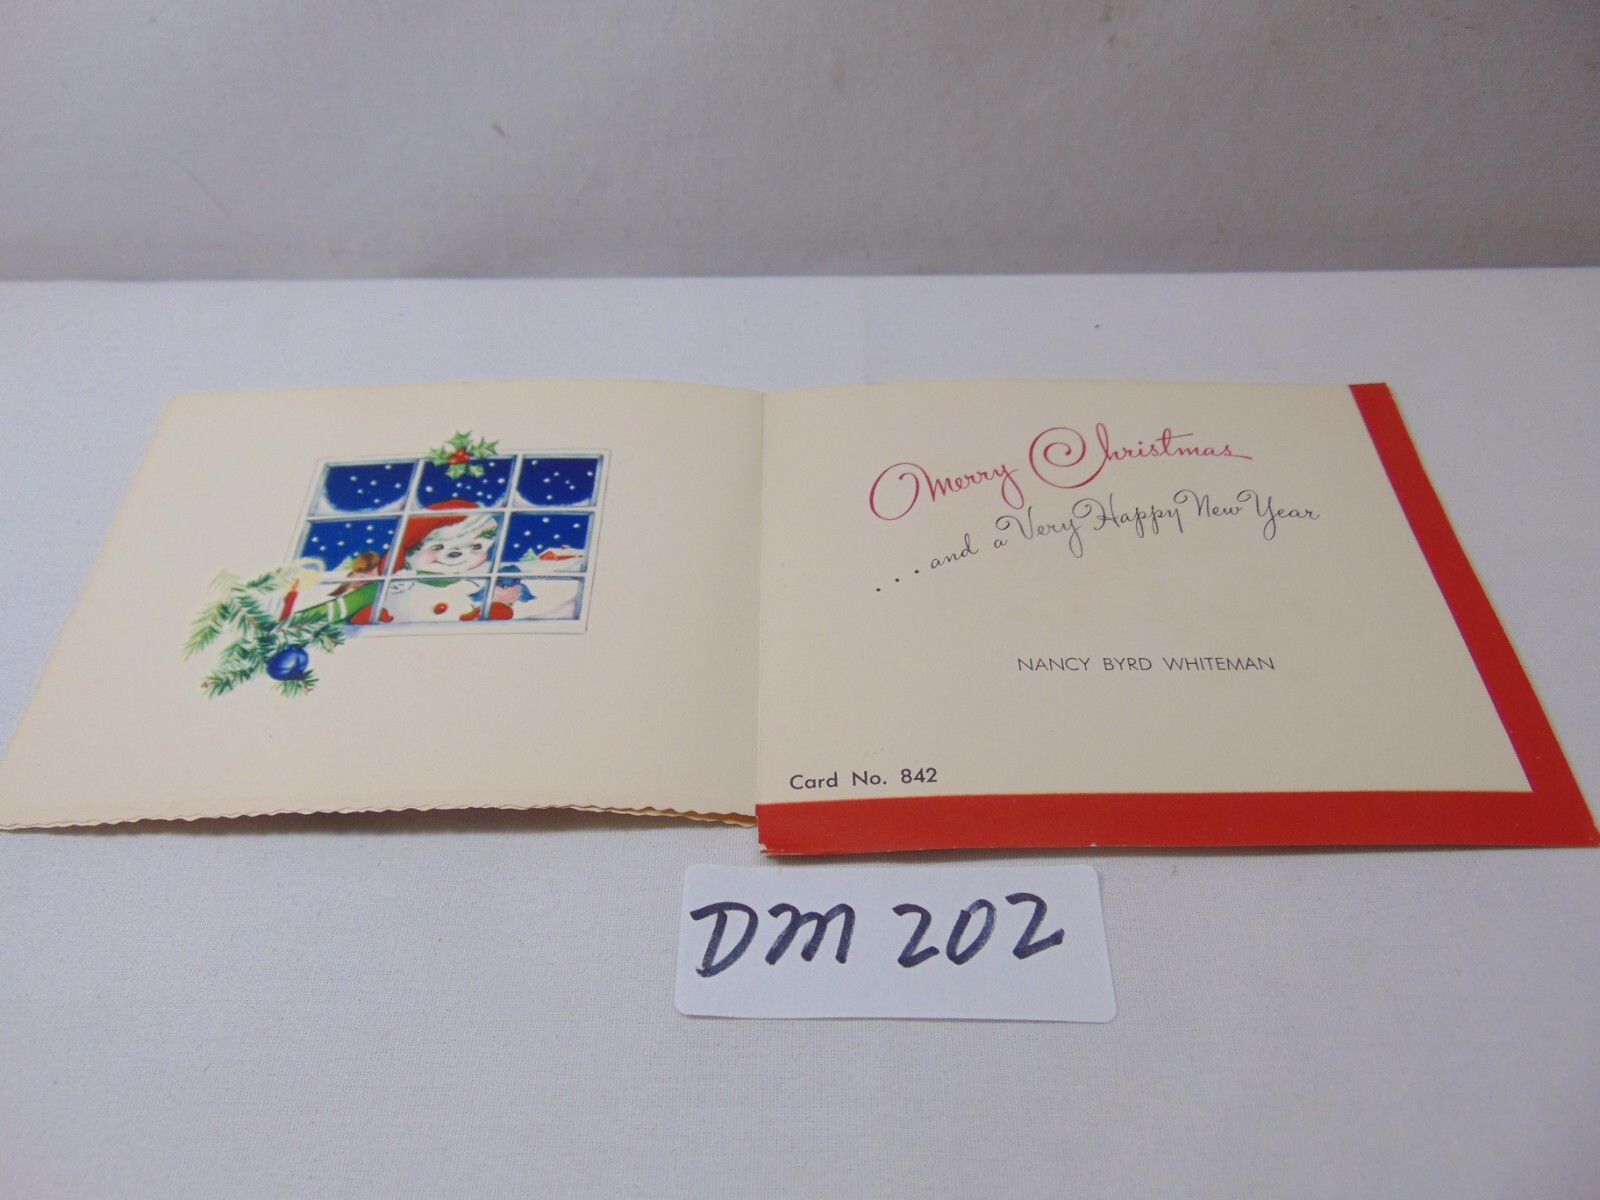 Merry Christmas
. . . and a Very Happy New Year
NANCY BYRD WHITEMAN
Card No. 842
DM 202